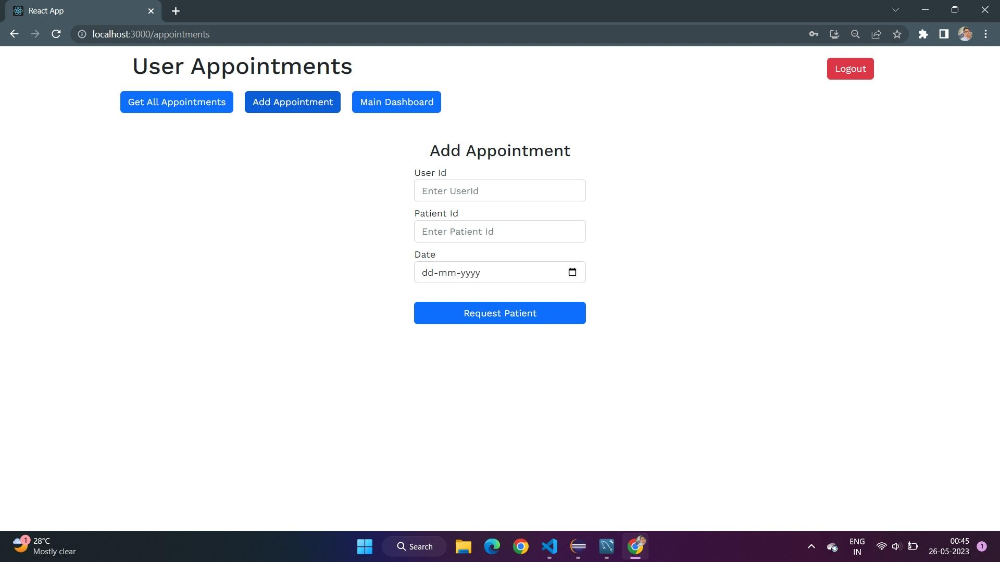 React App
localhost:3000/appointments
User Appointments
Logout
Get All Appointments
Add Appointment
Main Dashboard
Add Appointment
User Id
Enter UserId
Patient Id
Enter Patient Id
Date
dd-mm-yyyy
Request Patient
1
28°C
Mostly clear
Search
ENG
IN
00:45
26-05-2023
1